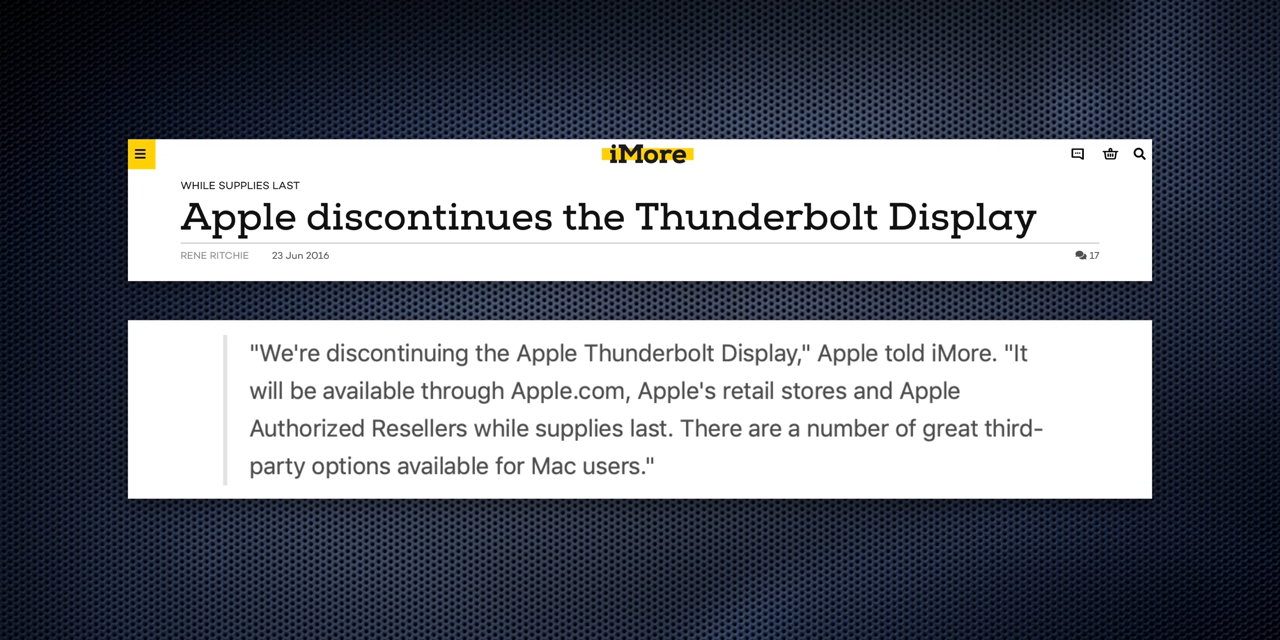 iMore
WHILE SUPPLIES LAST
Apple discontinues the Thunderbolt Display
RENE RITCHIE 23 Jun 2016 17
"We're discontinuing the Apple Thunderbolt Display," Apple told iMore. "It
will be available through Apple.com, Apple's retail stores and Apple
Authorized Resellers while supplies last. There are a number of great third-
party options available for Mac users."